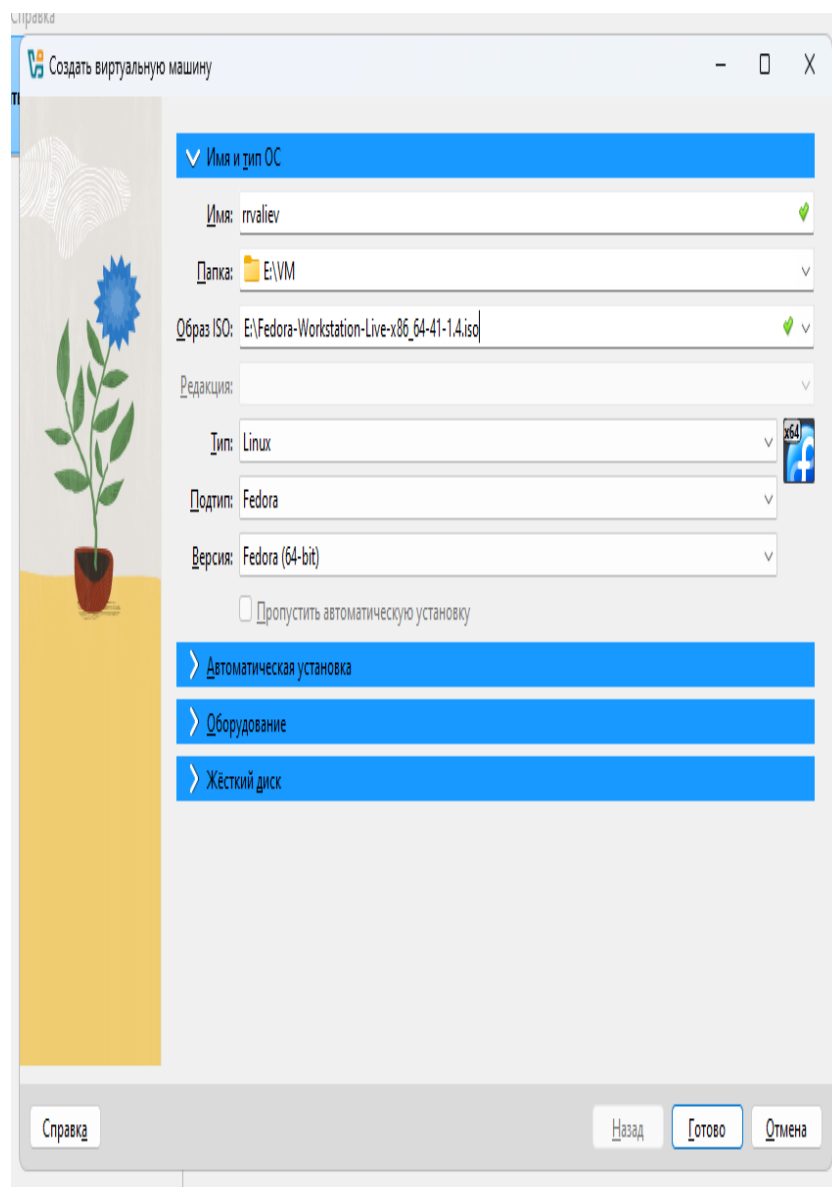 Справка
Создать виртуальную машину
Имя и тип ОС
Имя: rrvaliev
Папка: E:\VM
Образ ISO: E:\Fedora-Workstation-Live-x86_64-41-1.4.iso
Редакция:
Тип: Linux
x64
Подтип: Fedora
Версия: Fedora (64-bit)
Пропустить автоматическую установку
Автоматическая установка
Оборудование
Жёсткий диск
Справка
Назад
Готово
Отмена